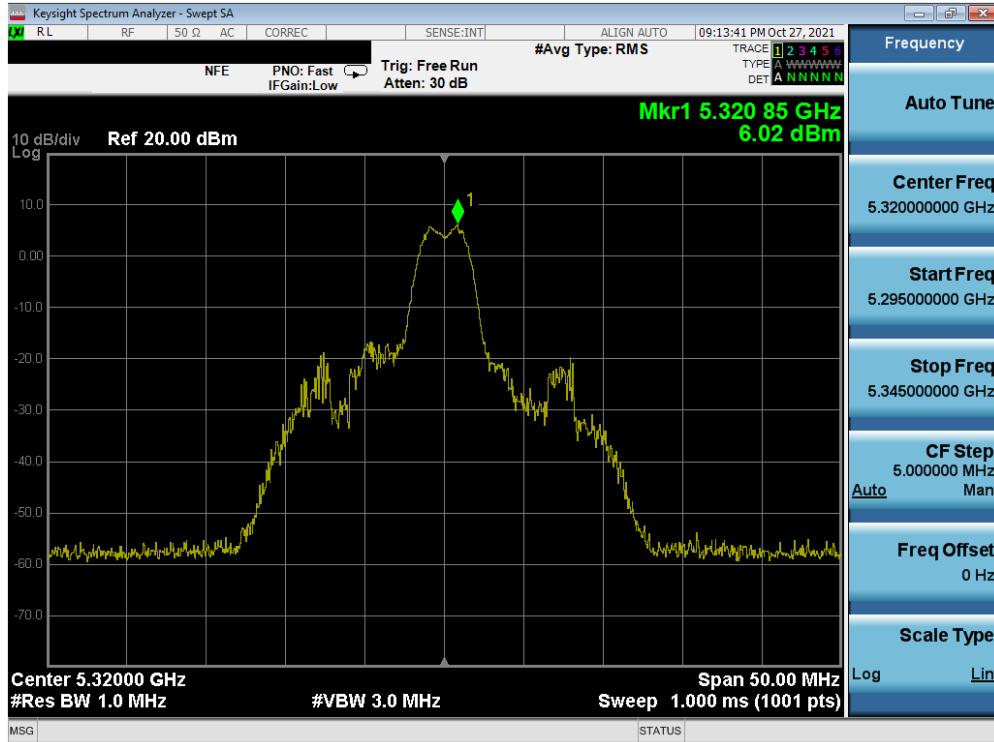 Keysight Spectrum Analyzer - Swept SA
LXI RL RF 50 Ω AC CORREC SENSE:INT ALIGN AUTO 09:13:41 PM Oct 27, 2021
NFE PNO: Fast IFGain:Low Trig: Free Run Atten: 30 dB #Avg Type: RMS
TRACE 1 2 3 4 5 6
TYPE A WWWWW
DET A N N N N N
Mkr1 5.320 85 GHz
6.02 dBm
10 dB/div Ref 20.00 dBm
Log
1
10.0
0.00
-10.0
-20.0
-30.0
-40.0
-50.0
-60.0
-70.0
Center 5.32000 GHz Span 50.00 MHz
#Res BW 1.0 MHz #VBW 3.0 MHz Sweep 1.000 ms (1001 pts)
MSG STATUS
Frequency
Auto Tune
Center Freq
5.320000000 GHz
Start Freq
5.295000000 GHz
Stop Freq
5.345000000 GHz
CF Step
5.000000 MHz
Auto Man
Freq Offset
0 Hz
Scale Type
Log Lin